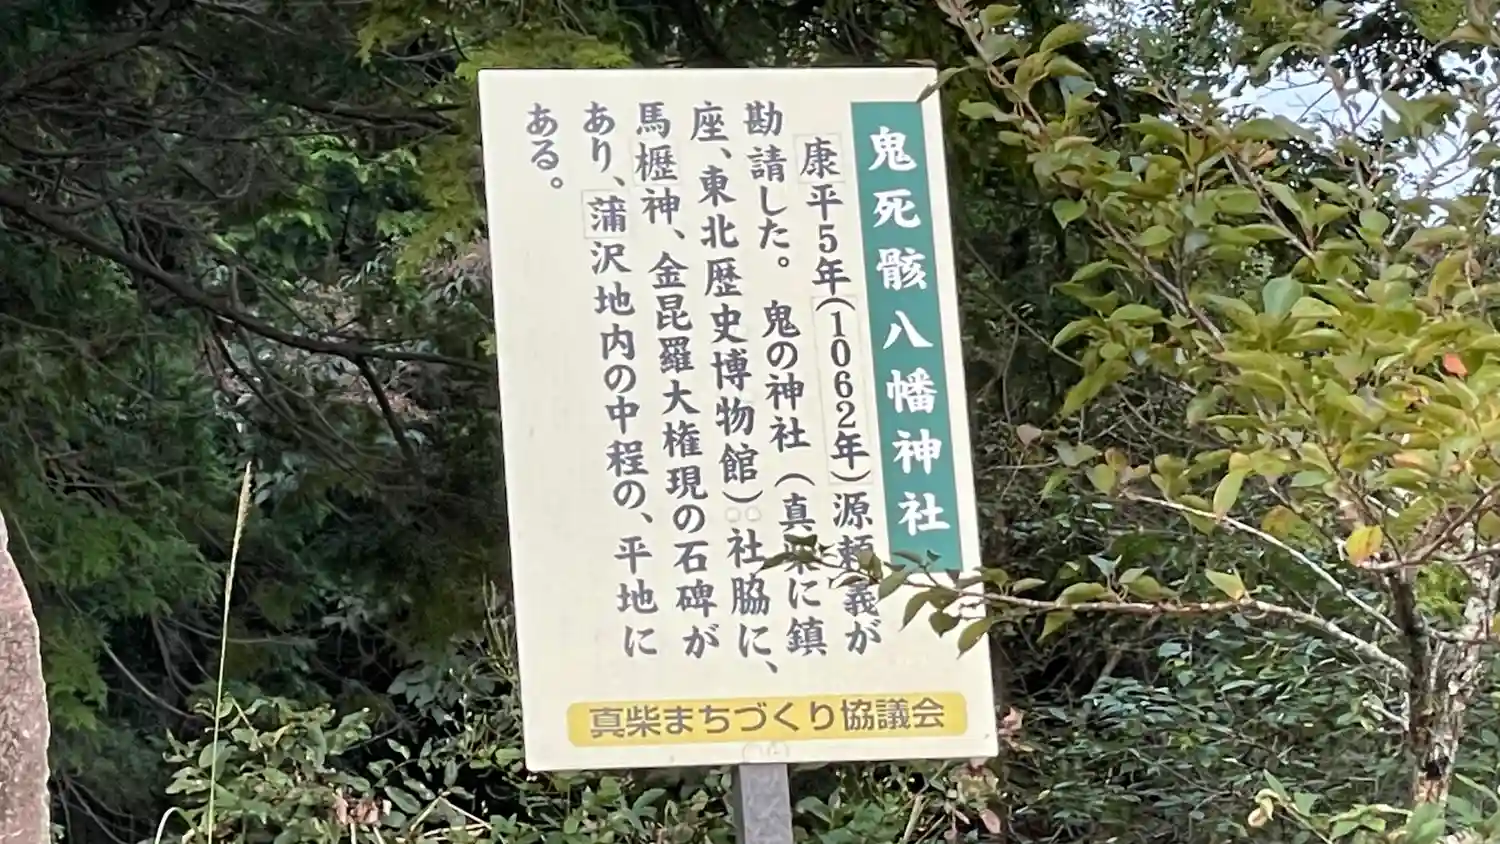 鬼死骸八幡神社
康平5年(1062年)源頼義が
勘請した。鬼の神社(真柴に鎮
座、東北歴史博物館)社脇に、
馬櫪神、金昆羅大権現の石碑が
あり、蒲沢地内の中程の、平地に
ある。
真柴まちづくり協議会